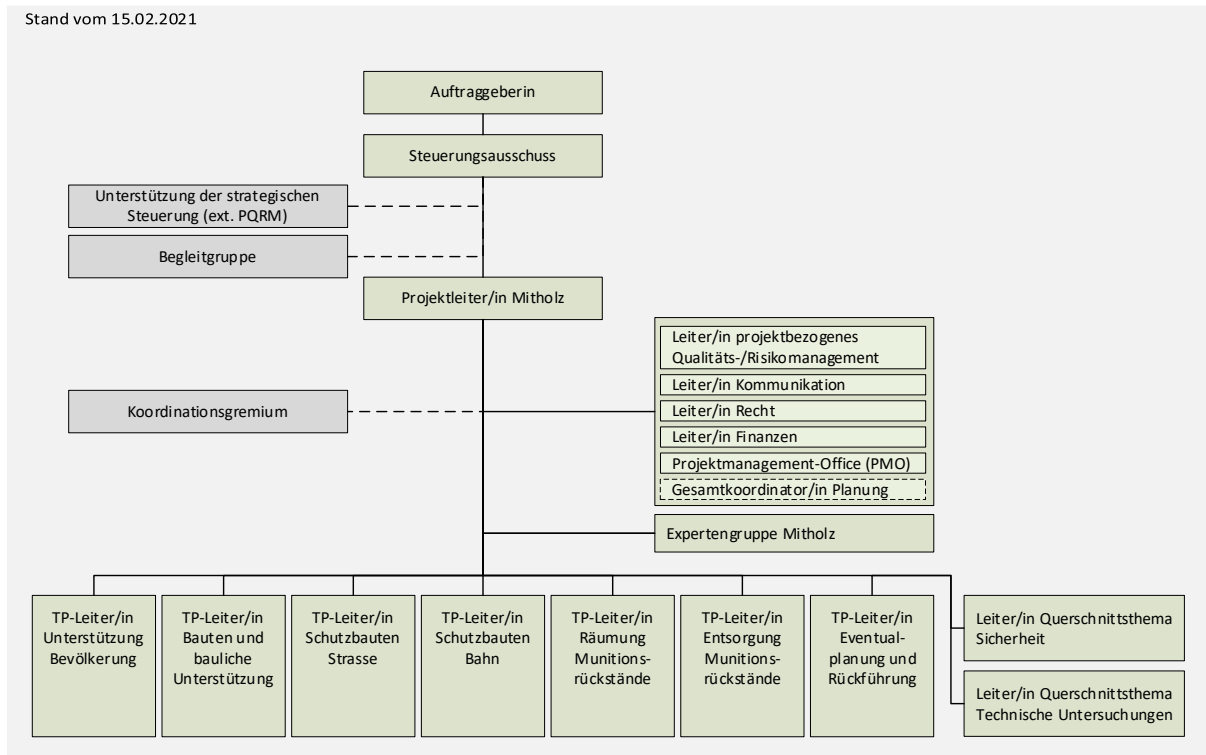 Stand vom 15.02.2021
Auftraggeberin
Steuerungsausschuss
Unterstützung der strategischen
Steuerung (ext. PQRM)
Begleitgruppe
Projektleiter/in Mitholz
Leiter/in projektbezogenes
Qualitäts-/Risikomanagement
Leiter/in Kommunikation
Koordinationsgremium
Leiter/in Recht
Leiter/in Finanzen
Projektmanagement-Office (PMO)
Gesamtkoordinator/in Planung
Expertengruppe Mitholz
TP-Leiter/in
Unterstützung
Bevölkerung
TP-Leiter/in
Bauten und
bauliche
Unterstützung
TP-Leiter/in
Schutzbauten
Strasse
TP-Leiter/in
Schutzbauten
Bahn
TP-Leiter/in
Räumung
Munitions-
rückstände
TP-Leiter/in
Entsorgung
Munitions-
rückstände
TP-Leiter/in
Eventual-
planung und
Rückführung
Leiter/in Querschnittsthema
Sicherheit
Leiter/in Querschnittsthema
Technische Untersuchungen